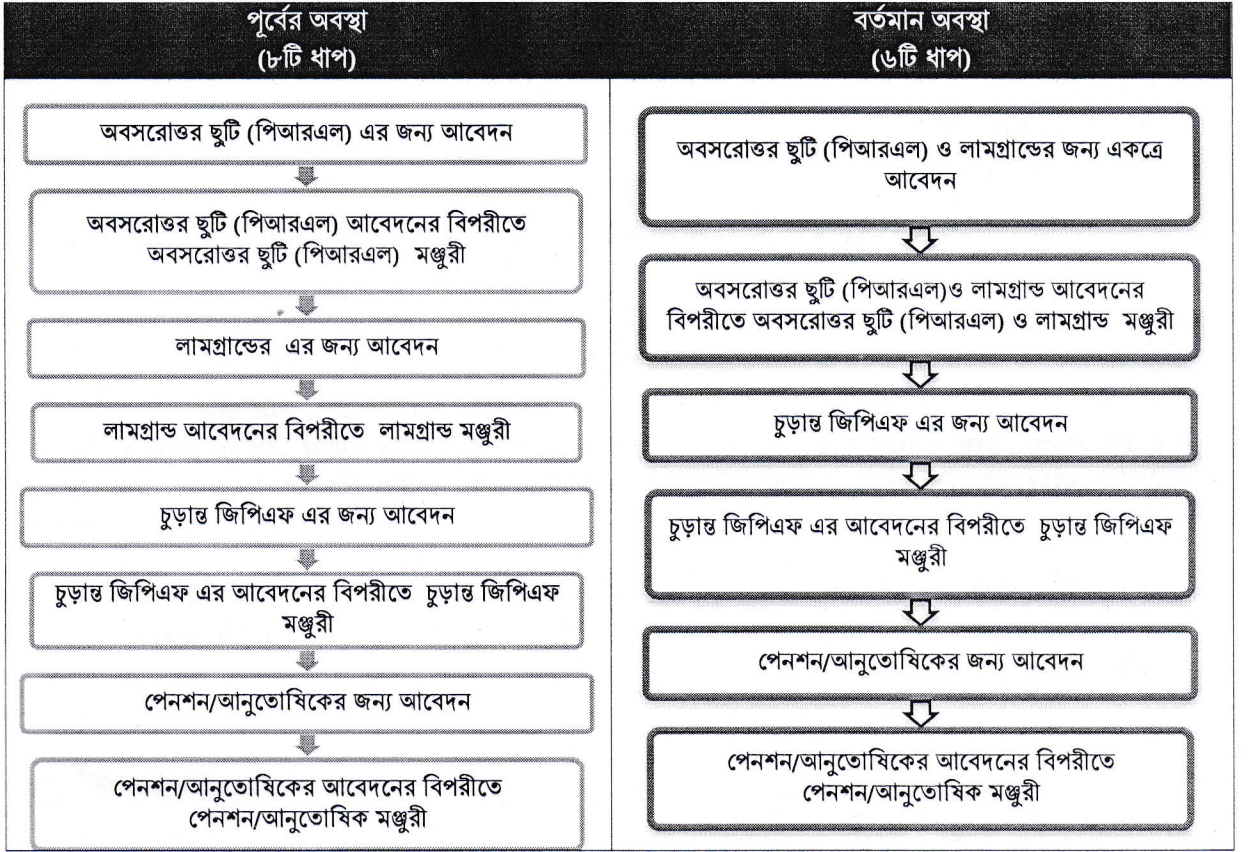 পূর্বের অবস্থা
(৮টি ধাপ)
অবসরোত্তর ছুটি (পিআরএল) এর জন্য আবেদন
অবসরোত্তর ছুটি (পিআরএল) আবেদনের বিপরীতে
অবসরোত্তর ছুটি (পিআরএল) মঞ্জুরী
লামগ্রান্ডের এর জন্য আবেদন
লামগ্রান্ড আবেদনের বিপরীতে লামগ্রান্ড মঞ্জুরী
চুড়ান্ত জিপিএফ এর জন্য আবেদন
চুড়ান্ত জিপিএফ এর আবেদনের বিপরীতে চুড়ান্ত জিপিএফ
মঞ্জুরী
পেনশন/আনুতোষিকের জন্য আবেদন
পেনশন/আনুতোষিকের আবেদনের বিপরীতে
পেনশন/আনুতোষিক মঞ্জুরী
বর্তমান অবস্থা
(৬টি ধাপ)
অবসরোত্তর ছুটি (পিআরএল) ও লামগ্রান্ডের জন্য একত্রে
আবেদন
অবসরোত্তর ছুটি (পিআরএল)ও লামগ্রান্ড আবেদনের
বিপরীতে অবসরোত্তর ছুটি (পিআরএল) ও লামগ্রান্ড মঞ্জুরী
চুড়ান্ত জিপিএফ এর জন্য আবেদন
চুড়ান্ত জিপিএফ এর আবেদনের বিপরীতে চুড়ান্ত জিপিএফ
মঞ্জুরী
পেনশন/আনুতোষিকের জন্য আবেদন
পেনশন/আনুতোষিকের আবেদনের বিপরীতে
পেনশন/আনুতোষিক মঞ্জুরী